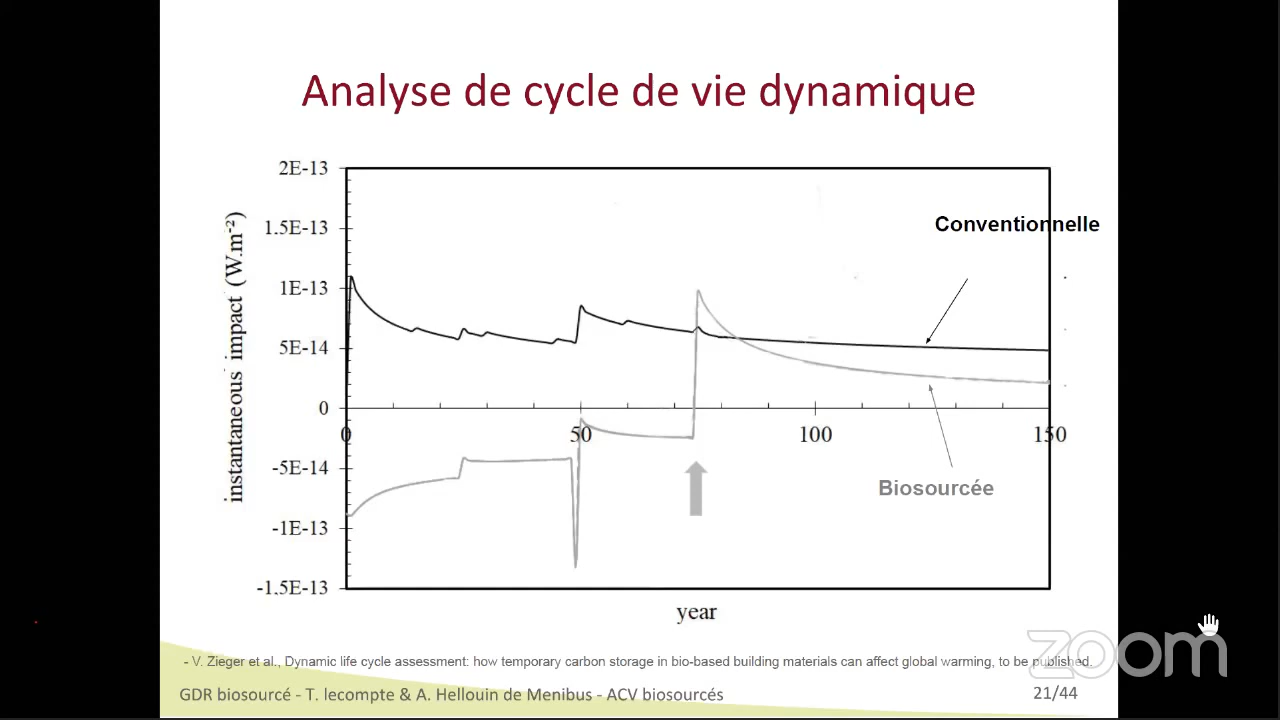 Analyse de cycle de vie dynamique
2E-13
1.5E-13
1E-13
5E-14
0
-5E-14
-1E-13
-1.5E-13
instantaneous impact (W.m⁻²)
0
50
100
150
year
Conventionnelle
Biosourcée
- V. Zieger et al., Dynamic life cycle assessment: how temporary carbon storage in bio-based building materials can affect global warming, to be published.
GDR biosourcé - T. lecompte & A. Hellouin de Menibus - ACV biosourcés
21/44
zoom